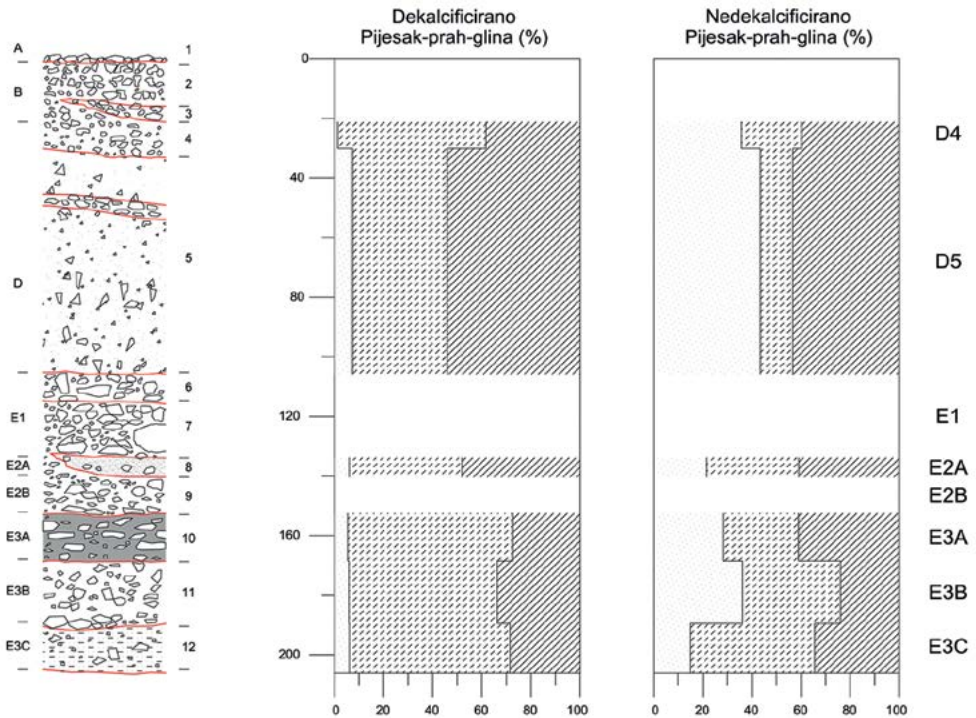 Dekalcificirano
Pijesak-prah-glina (%)
Nedekalcificirano
Pijesak-prah-glina (%)
A
B
D
E1
E2A
E2B
E3A
E3B
E3C
1
2
3
4
5
6
7
8
9
10
11
12
0
40
80
120
160
200
0 20 40 60 80 100
0 20 40 60 80 100
D4
D5
E1
E2A
E2B
E3A
E3B
E3C